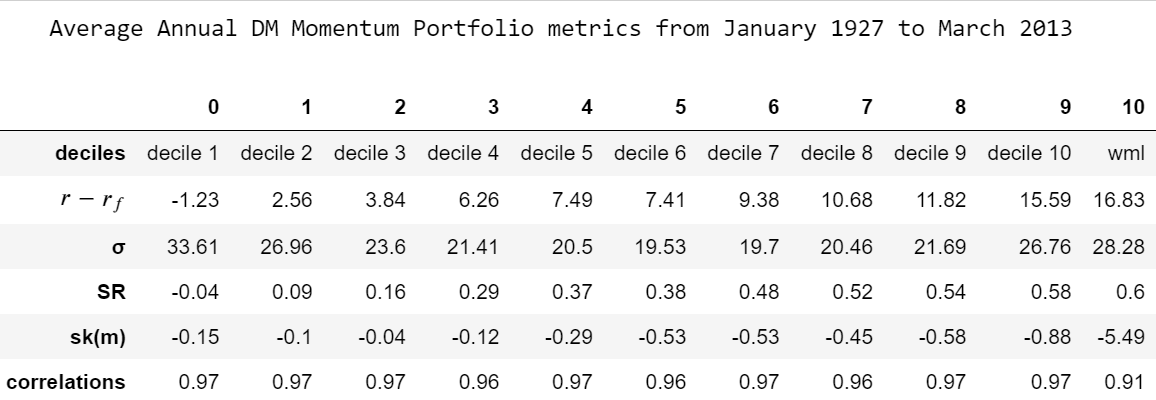 Average Annual DM Momentum Portfolio metrics from January 1927 to March 2013
0 1 2 3 4 5 6 7 8 9 10
deciles decile 1 decile 2 decile 3 decile 4 decile 5 decile 6 decile 7 decile 8 decile 9 decile 10 wml
r − r_f -1.23 2.56 3.84 6.26 7.49 7.41 9.38 10.68 11.82 15.59 16.83
σ 33.61 26.96 23.6 21.41 20.5 19.53 19.7 20.46 21.69 26.76 28.28
SR -0.04 0.09 0.16 0.29 0.37 0.38 0.48 0.52 0.54 0.58 0.6
sk(m) -0.15 -0.1 -0.04 -0.12 -0.29 -0.53 -0.53 -0.45 -0.58 -0.88 -5.49
correlations 0.97 0.97 0.97 0.96 0.97 0.96 0.97 0.96 0.97 0.97 0.91